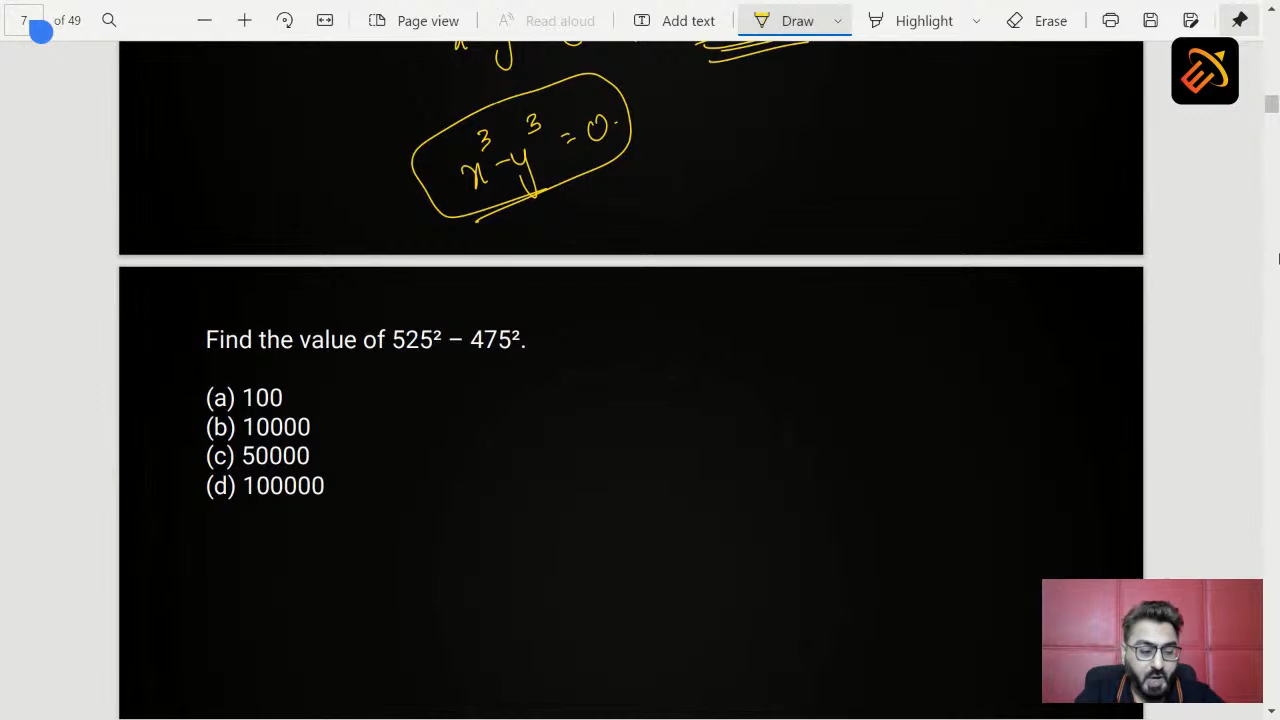 7 of 49 Page view Read aloud Add text Draw Highlight Erase
x³ - y³ = 0
Find the value of 525² – 475².
(a) 100
(b) 10000
(c) 50000
(d) 100000